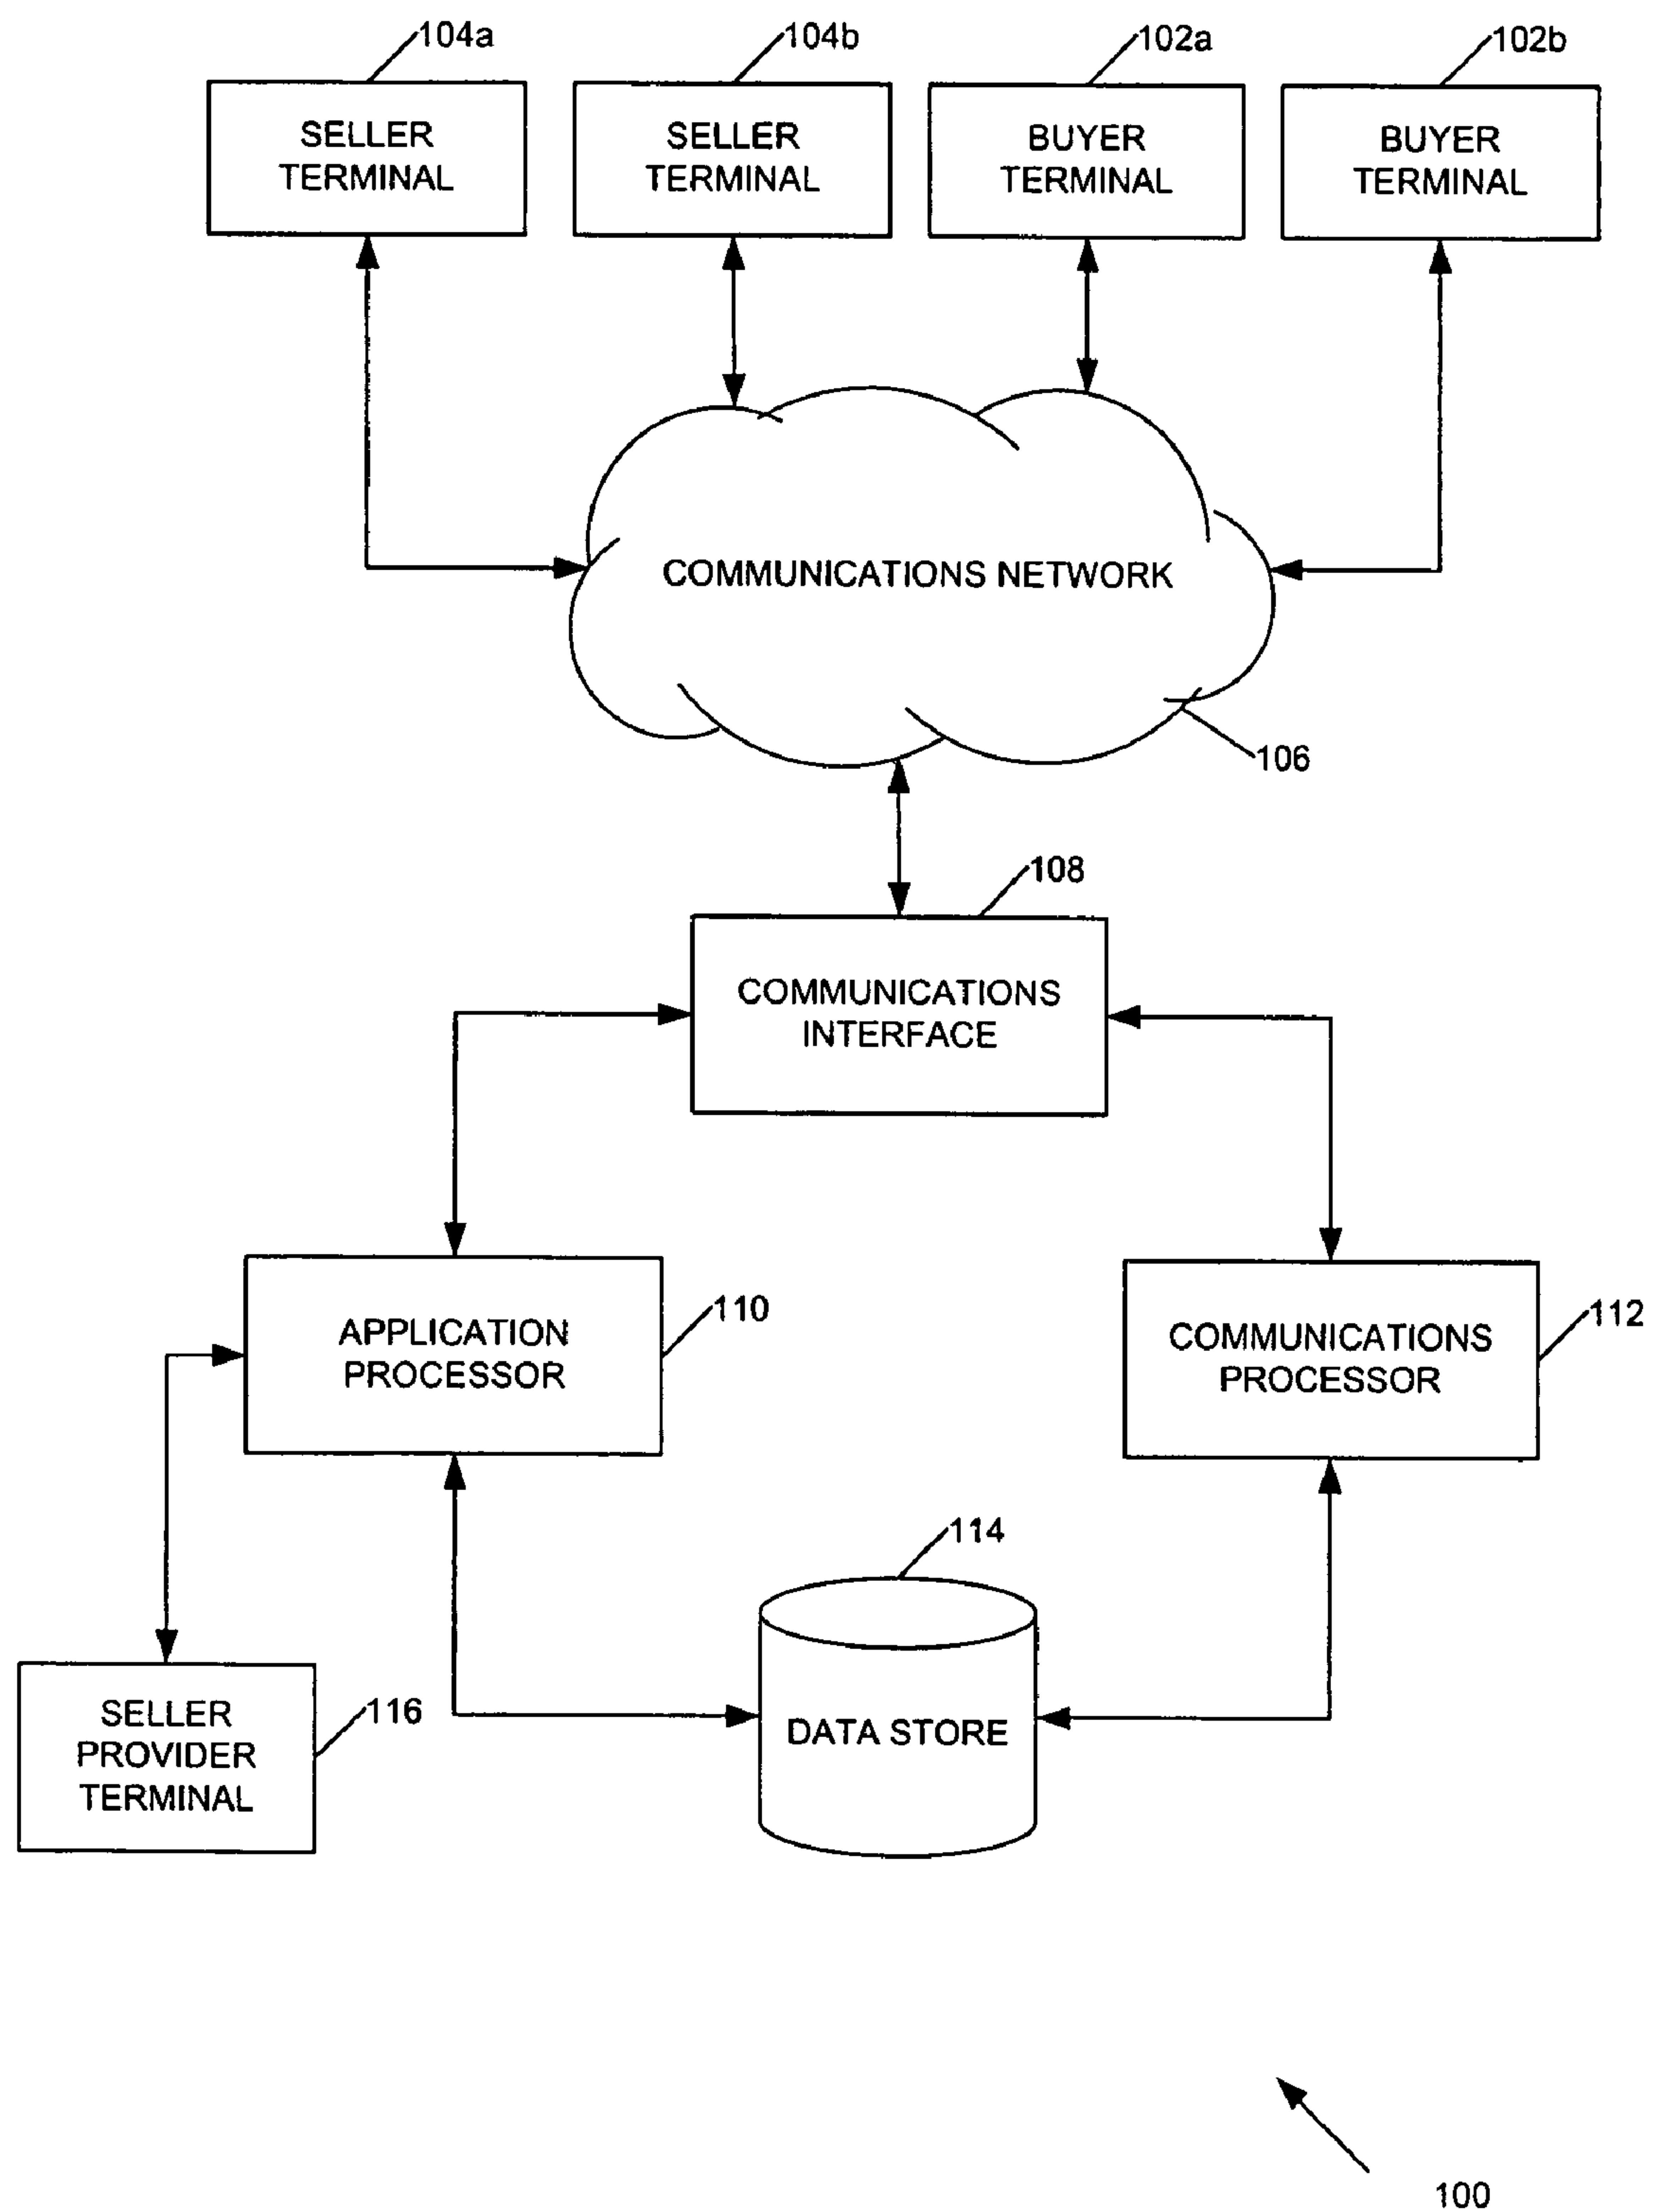 104a
104b
102a
102b
SELLER
TERMINAL
SELLER
TERMINAL
BUYER
TERMINAL
BUYER
TERMINAL
COMMUNICATIONS NETWORK
106
108
COMMUNICATIONS
INTERFACE
110
APPLICATION
PROCESSOR
112
COMMUNICATIONS
PROCESSOR
114
DATA STORE
116
SELLER
PROVIDER
TERMINAL
100